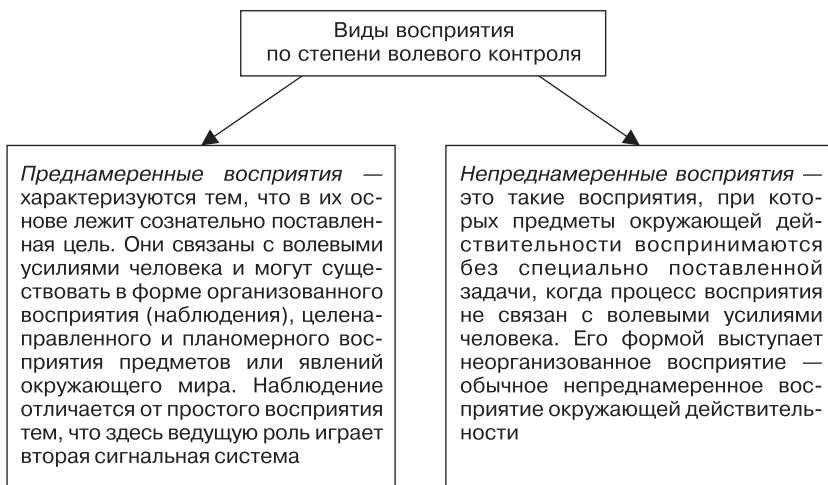 Виды восприятия
по степени волевого контроля
Преднамеренные восприятия —
характеризуются тем, что в их ос-
нове лежит сознательно поставлен-
ная цель. Они связаны с волевыми
усилиями человека и могут суще-
ствовать в форме организованного
восприятия (наблюдения), целена-
правленного и планомерного вос-
приятия предметов или явлений
окружающего мира. Наблюдение
отличается от простого восприятия
тем, что здесь ведущую роль играет
вторая сигнальная система
Непреднамеренные восприятия —
это такие восприятия, при кото-
рых предметы окружающей дей-
ствительности воспринимаются
без специально поставленной
задачи, когда процесс восприятия
не связан с волевыми усилиями
человека. Его формой выступает
неорганизованное восприятие —
обычное непреднамеренное вос-
приятие окружающей действитель-
ности